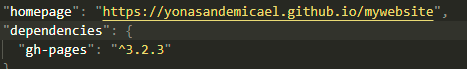 "homepage": "https://yonasandemicael.github.io/mywebsite",
"dependencies": {
"gh-pages": "^3.2.3"
}